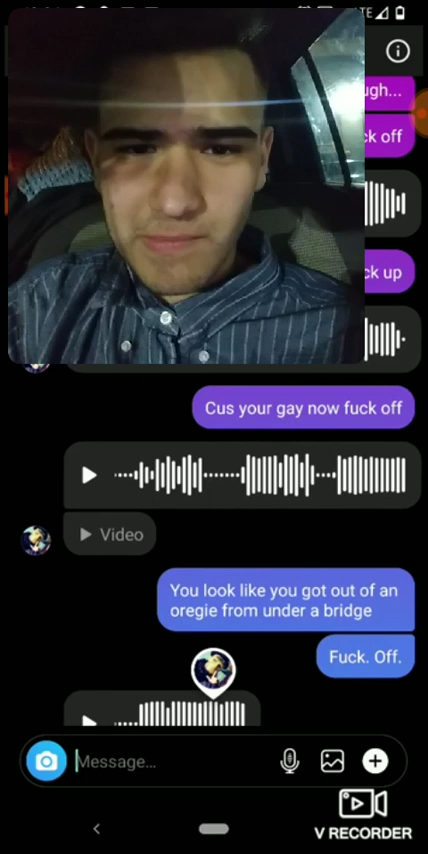 ugh...
ck off
ck up
Cus your gay now fuck off
Video
You look like you got out of an
oregie from under a bridge
Fuck. Off.
Message...
V RECORDER